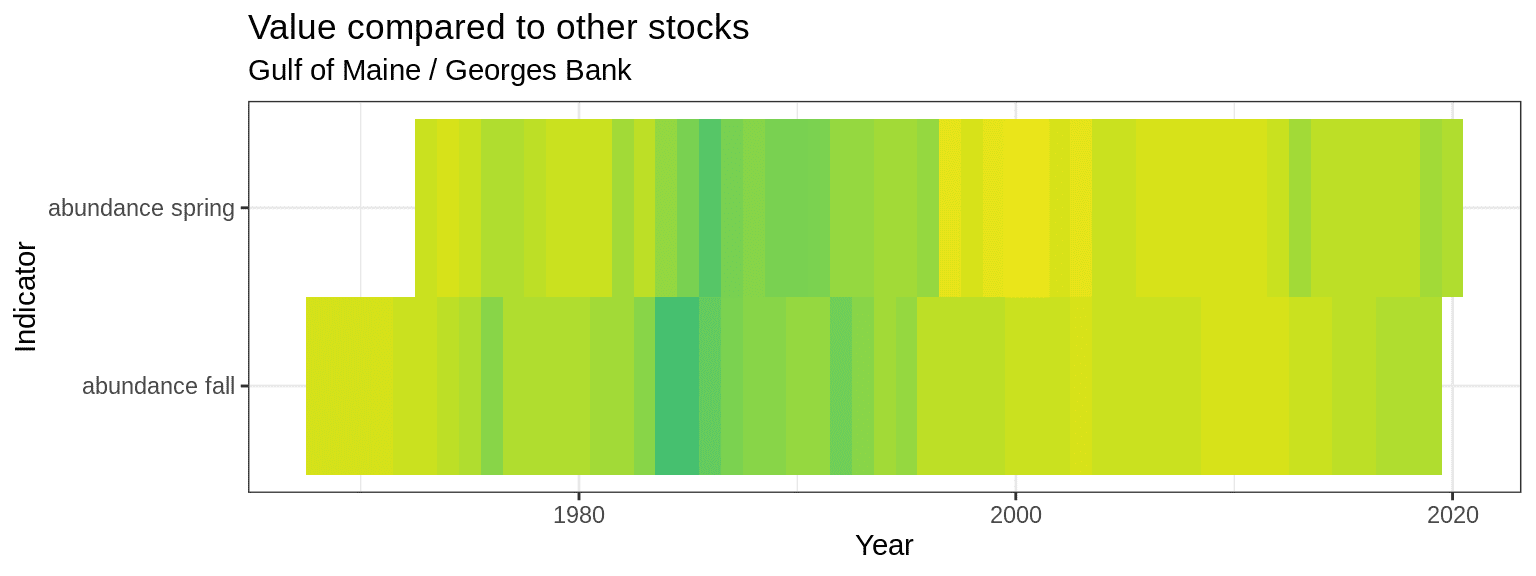 Value compared to other stocks
Gulf of Maine / Georges Bank
Indicator
abundance spring
abundance fall
1980
2000
2020
Year